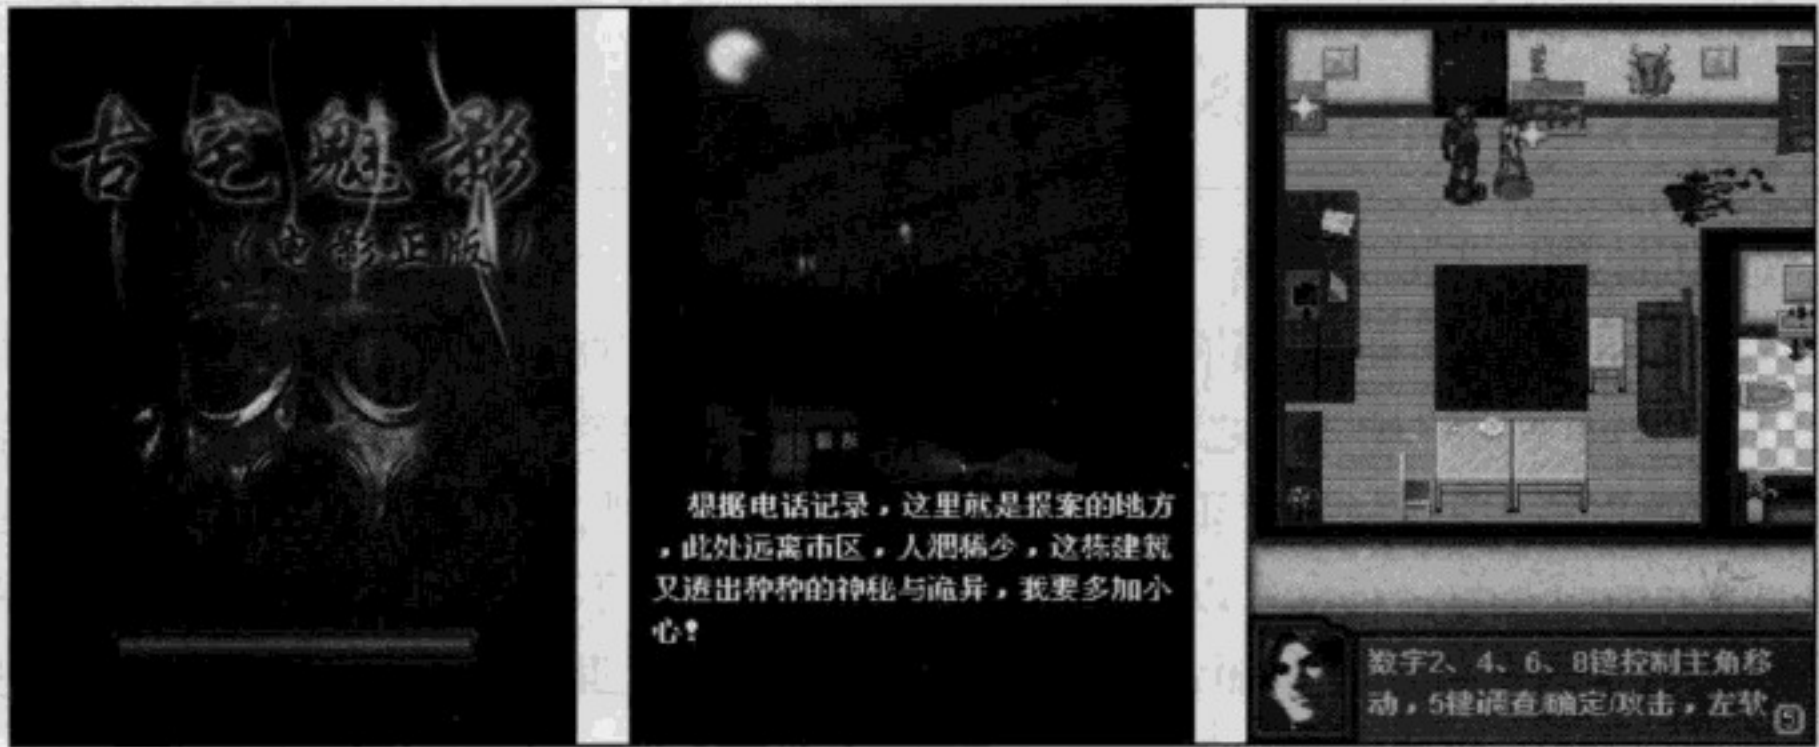 古宅魅影
《电影正版》
根据电话记录，这里就是报案的地方
，此处远离市区，人烟稀少，这栋建筑
又透出种种的神秘与诡异，我要多加小
心！
数字2、4、6、8键控制主角移
动，5键调查/确定/攻击，左软
5